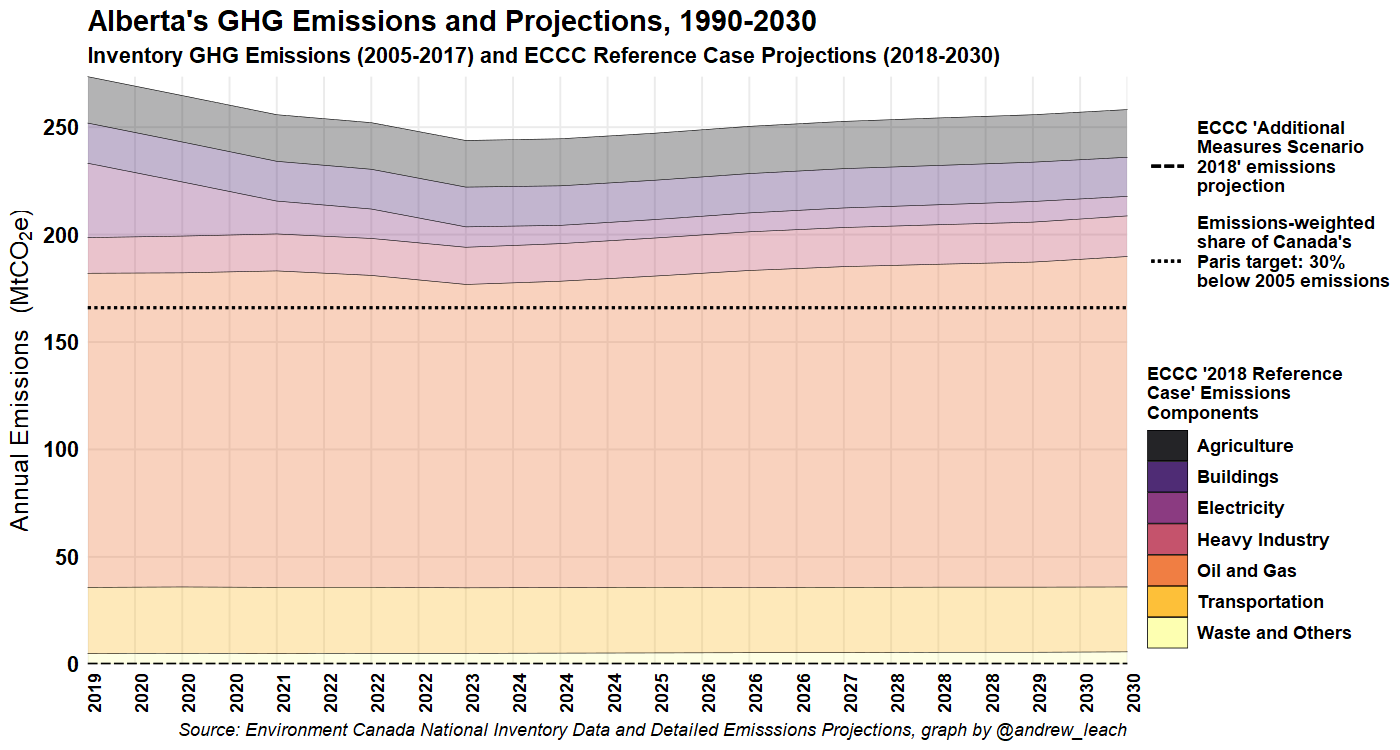 Alberta's GHG Emissions and Projections, 1990-2030
Inventory GHG Emissions (2005-2017) and ECCC Reference Case Projections (2018-2030)
Annual Emissions (MtCO2e)
250
200
150
100
50
0
2019
2020
2020
2020
2021
2022
2022
2022
2023
2024
2024
2024
2025
2026
2026
2026
2027
2028
2028
2028
2029
2030
2030
ECCC 'Additional
Measures Scenario
2018' emissions
projection
Emissions-weighted
share of Canada's
Paris target: 30%
below 2005 emissions
ECCC '2018 Reference
Case' Emissions
Components
Agriculture
Buildings
Electricity
Heavy Industry
Oil and Gas
Transportation
Waste and Others
Source: Environment Canada National Inventory Data and Detailed Emisssions Projections, graph by @andrew_leach